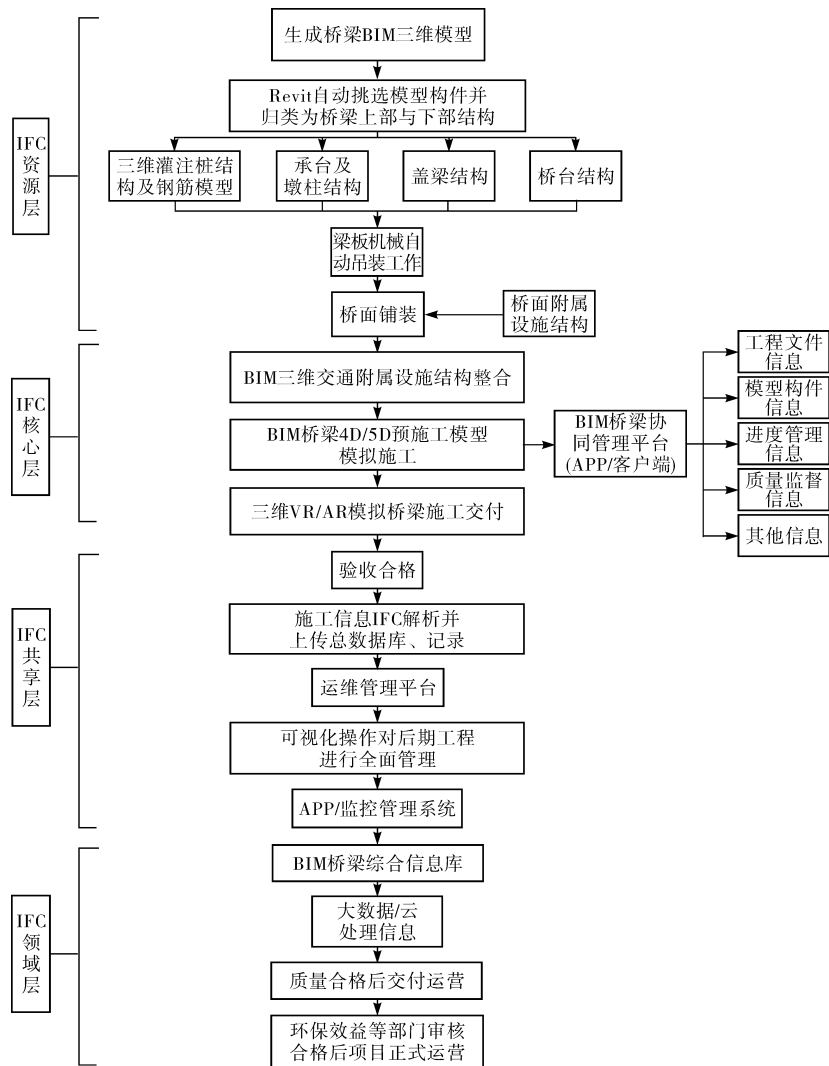 生成桥梁BIM三维模型
Revit自动挑选模型构件并
归类为桥梁上部与下部结构
IFC
资
源
层
三维灌注桩结
构及钢筋模型
承台及
墩柱结构
盖梁结构
桥台结构
梁板机械自
动吊装工作
桥面铺装
桥面附属
设施结构
IFC
核
心
层
BIM三维交通附属设施结构整合
BIM桥梁4D/5D预施工模型
模拟施工
BIM桥梁协
同管理平台
(APP/客户端)
工程文件
信息
模型构件
信息
进度管理
信息
质量监督
信息
其他信息
三维VR/AR模拟桥梁施工交付
IFC
共
享
层
验收合格
施工信息IFC解析并
上传总数据库、记录
运维管理平台
可视化操作对后期工程
进行全面管理
APP/监控管理系统
IFC
领
域
层
BIM桥梁综合信息库
大数据/云
处理信息
质量合格后交付运营
环保效益等部门审核
合格后项目正式运营